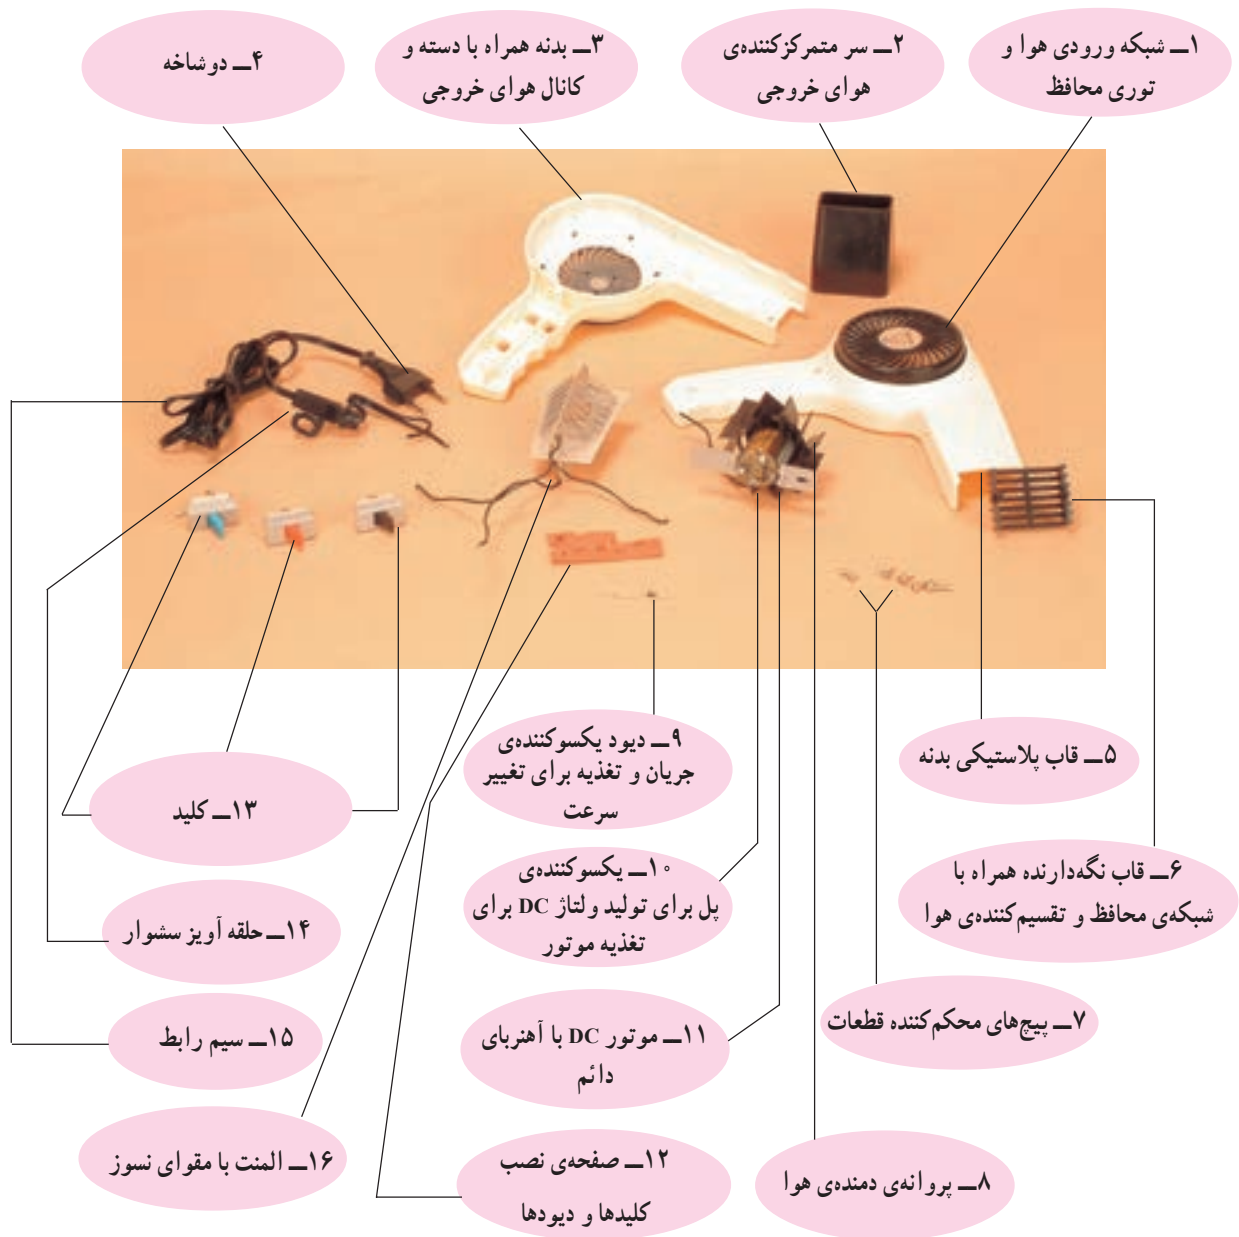 ۱ــ شبکه ورودی هوا و
توری محافظ
۲ــ سر متمرکزکننده‌ی
هوای خروجی
۳ــ بدنه همراه با دسته و
کانال هوای خروجی
۴ــ دوشاخه
۵ــ قاب پلاستیکی بدنه
۶ــ قاب نگه‌دارنده همراه با
شبکه‌ی محافظ و تقسیم‌کننده‌ی هوا
۷ــ پیچ‌های محکم‌کننده قطعات
۸ــ پروانه‌ی دمنده‌ی هوا
۹ــ دیود یکسوکننده‌ی
جریان و تغذیه برای تغییر
سرعت
۱۰ــ یکسوکننده‌ی
پل برای تولید ولتاژ DC برای
تغذیه موتور
۱۱ــ موتور DC با آهنربای
دائم
۱۲ــ صفحه‌ی نصب
کلیدها و دیودها
۱۳ــ کلید
۱۴ــ حلقه آویز سشوار
۱۵ــ سیم رابط
۱۶ــ المنت با مقوای نسوز